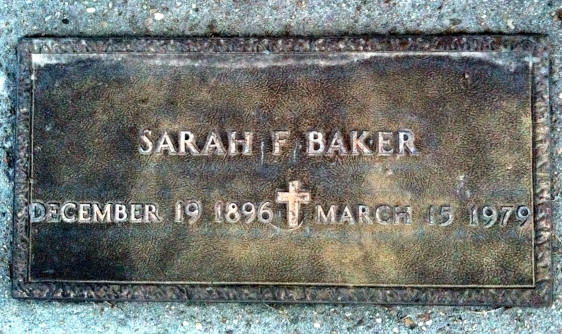 SARAH F BAKER
DECEMBER 19 1896 MARCH 15 1979